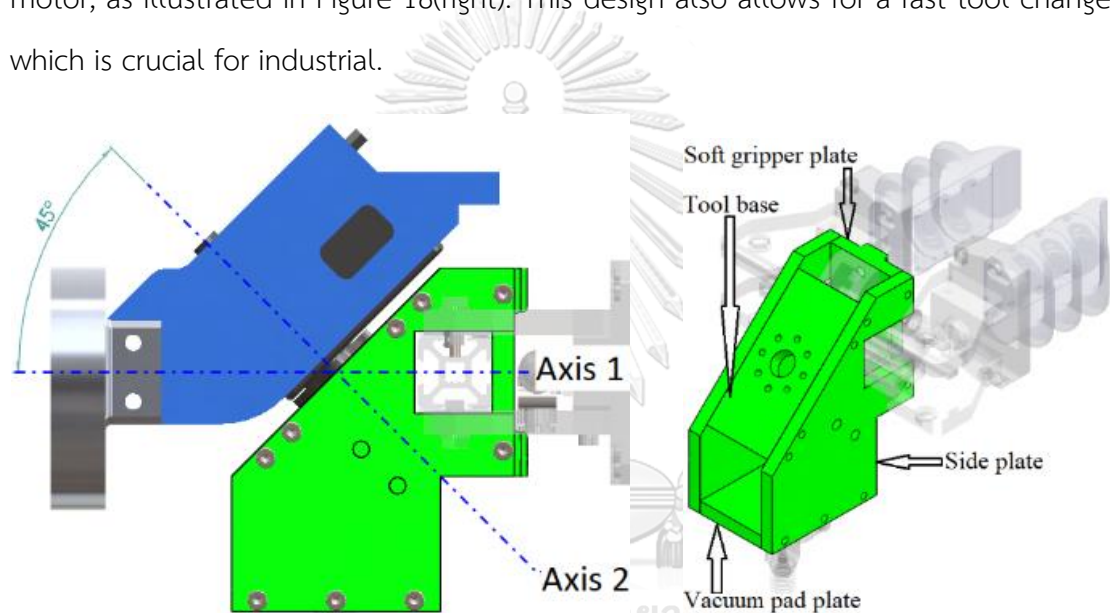 motor, as illustrated in Figure 18(right). This design also allows for a fast tool change
which is crucial for industrial.
45°
Axis 1
Axis 2
Soft gripper plate
Tool base
Side plate
Vacuum pad plate